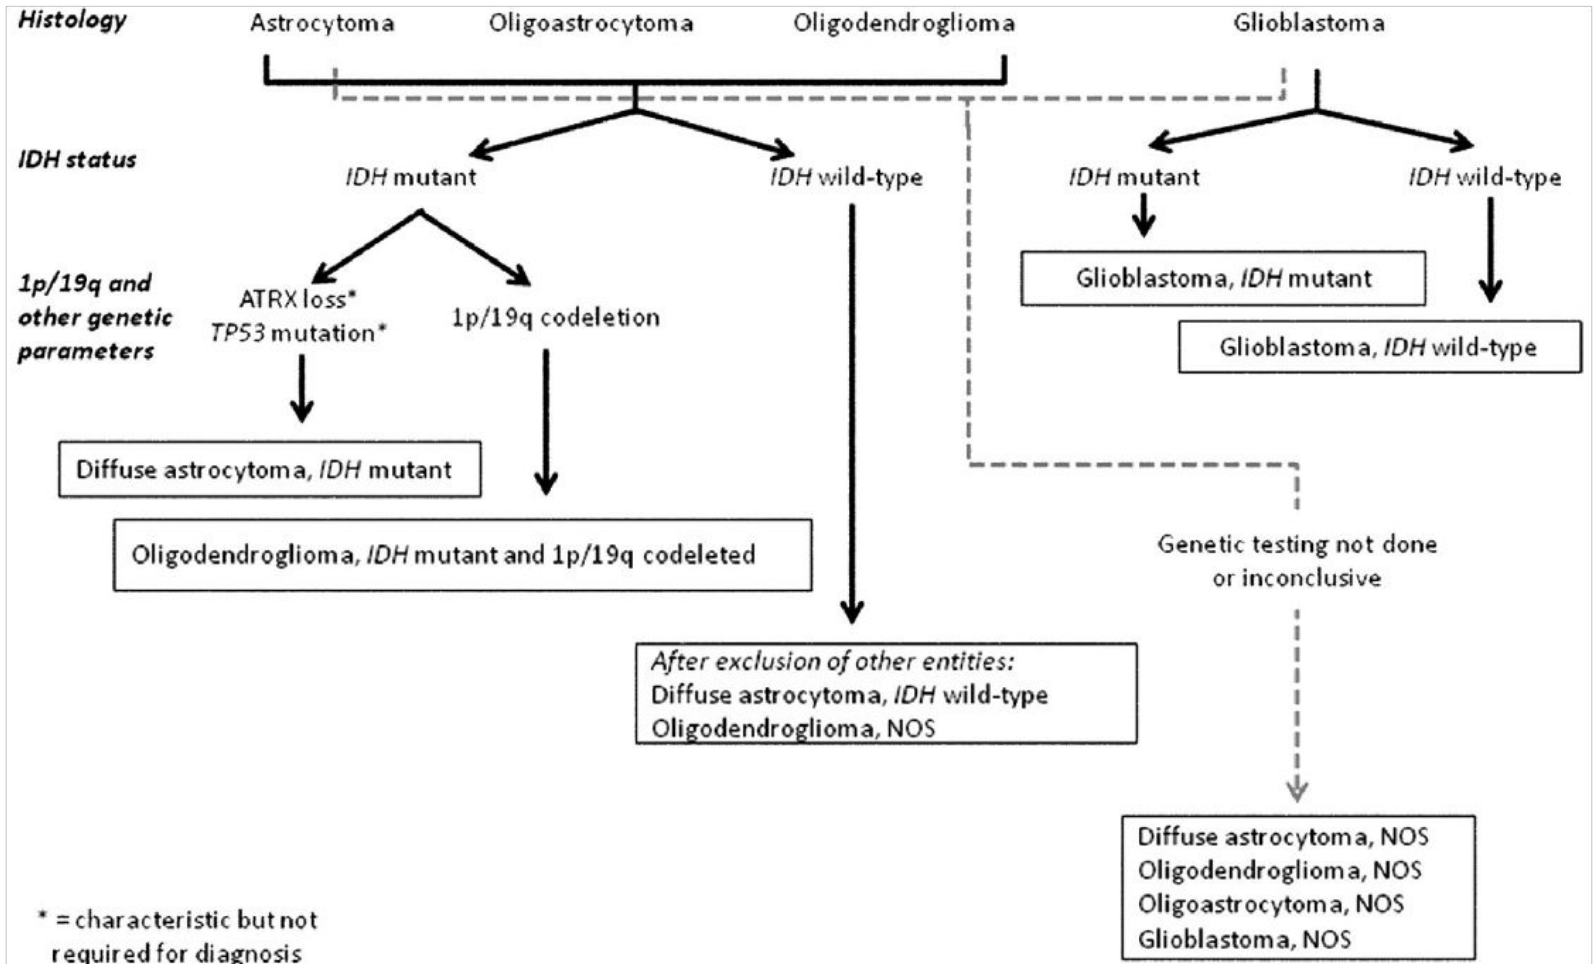 Histology
Astrocytoma
Oligoastrocytoma
Oligodendroglioma
Glioblastoma
IDH status
IDH mutant
IDH wild-type
IDH mutant
IDH wild-type
1p/19q and
other genetic
parameters
ATRX loss*
TP53 mutation*
1p/19q codeletion
Glioblastoma, IDH mutant
Glioblastoma, IDH wild-type
Diffuse astrocytoma, IDH mutant
Oligodendroglioma, IDH mutant and 1p/19q codeleted
Genetic testing not done
or inconclusive
After exclusion of other entities:
Diffuse astrocytoma, IDH wild-type
Oligodendroglioma, NOS
Diffuse astrocytoma, NOS
Oligodendroglioma, NOS
Oligoastrocytoma, NOS
Glioblastoma, NOS
* = characteristic but not
required for diagnosis